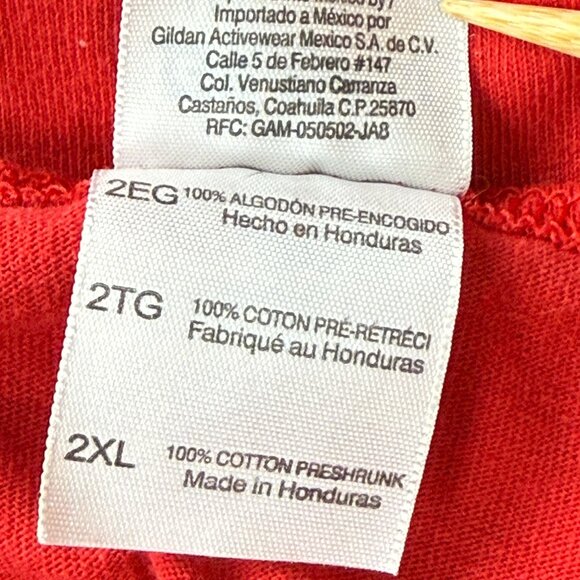 Importado a México por
Gildan Activewear Mexico S.A. de C.V.
Calle 5 de Febrero #147
Col. Venustiano Carranza
Castaños, Coahuila C.P.25870
RFC: GAM-050502-JA8
2EG 100% ALGODÓN PRE-ENCOGIDO
Hecho en Honduras
2TG 100% COTON PRÉ-RÉTRÉCI
Fabriqué au Honduras
2XL 100% COTTON PRESHRUNK
Made in Honduras